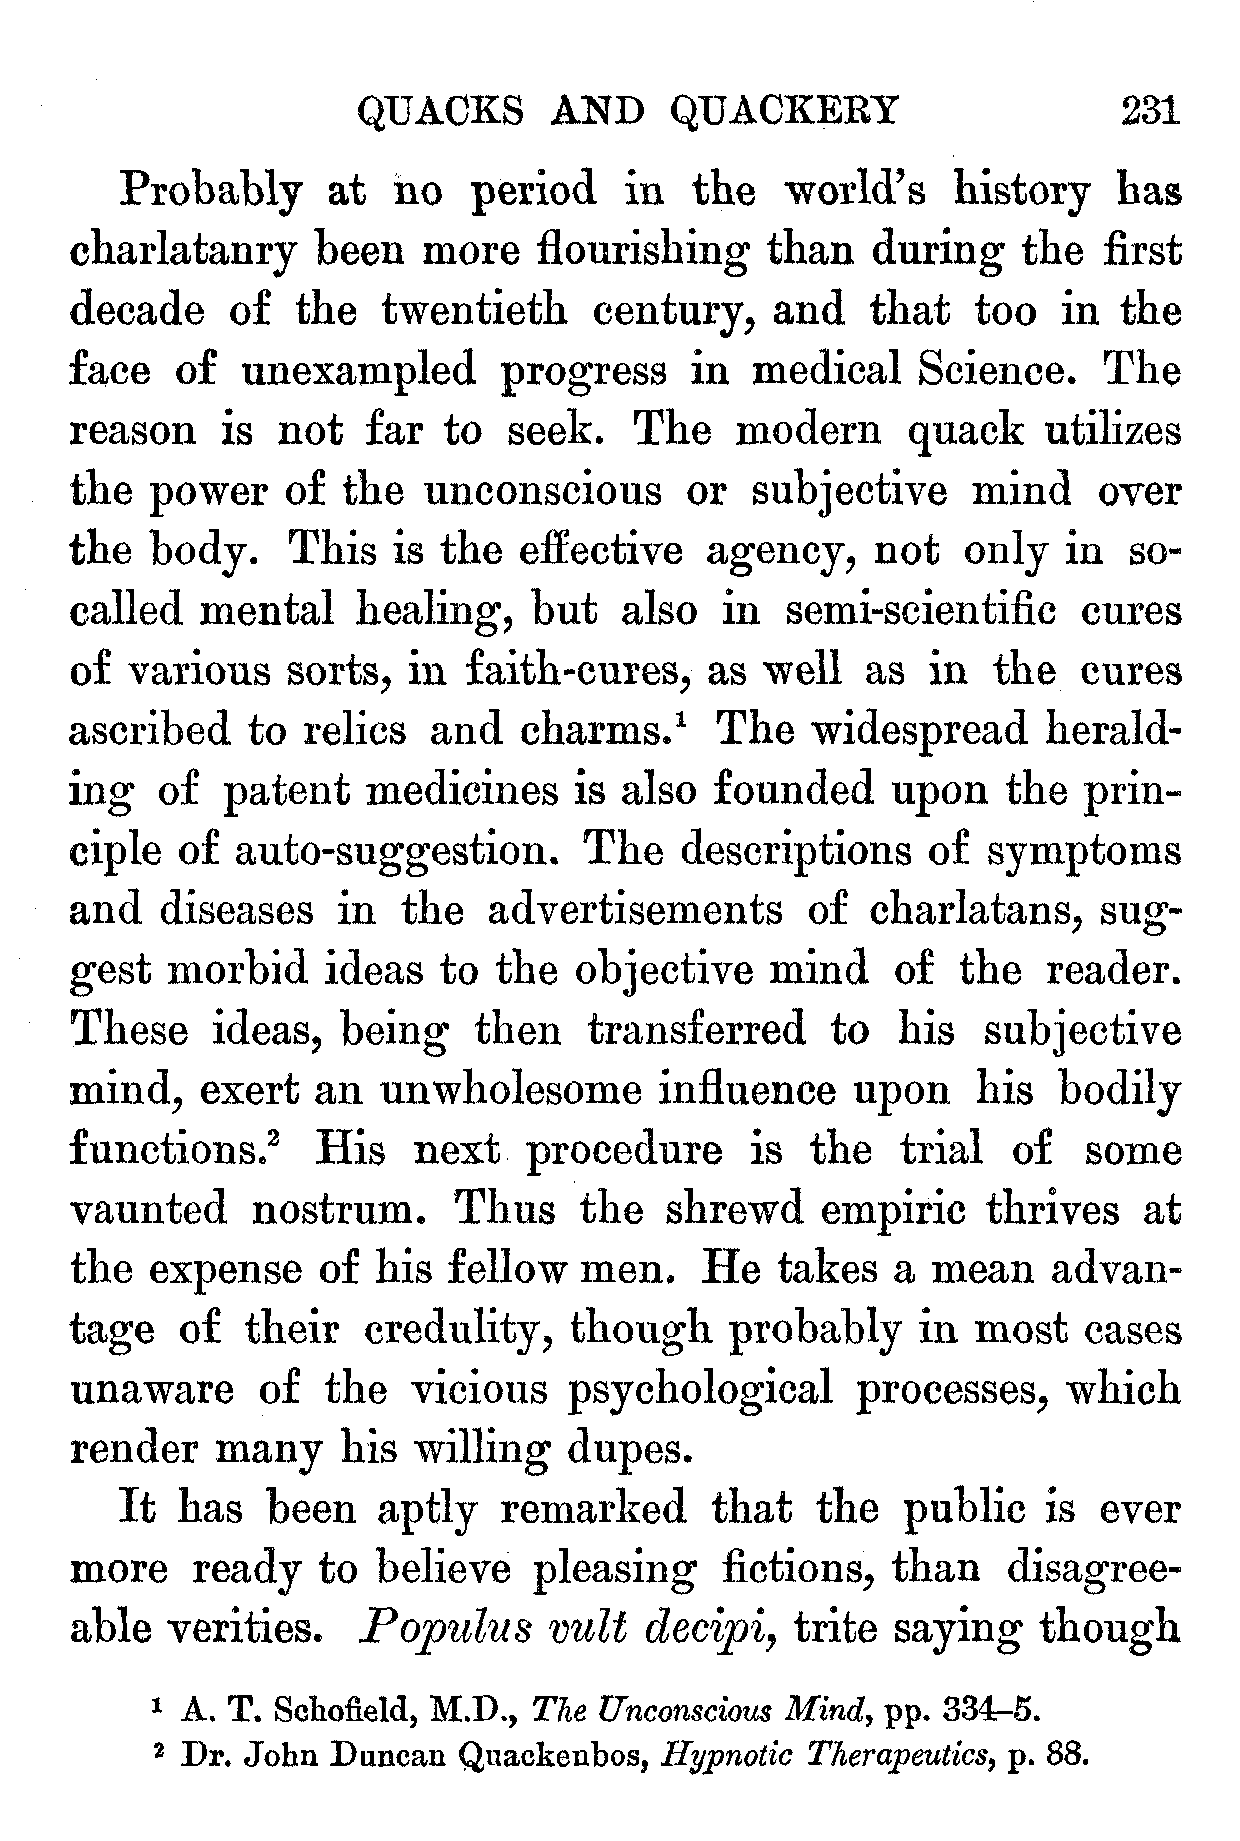 QUACKS AND QUACKERY 231
Probably at no period in the world's history has
charlatanry been more flourishing than during the first
decade of the twentieth century, and that too in the
face of unexampled progress in medical Science. The
reason is not far to seek. The modern quack utilizes
the power of the unconscious or subjective mind over
the body. This is the effective agency, not only in so-
called mental healing, but also in semi-scientific cures
of various sorts, in faith-cures, as well as in the cures
ascribed to relics and charms.¹ The widespread herald-
ing of patent medicines is also founded upon the prin-
ciple of auto-suggestion. The descriptions of symptoms
and diseases in the advertisements of charlatans, sug-
gest morbid ideas to the objective mind of the reader.
These ideas, being then transferred to his subjective
mind, exert an unwholesome influence upon his bodily
functions.² His next procedure is the trial of some
vaunted nostrum. Thus the shrewd empiric thrives at
the expense of his fellow men. He takes a mean advan-
tage of their credulity, though probably in most cases
unaware of the vicious psychological processes, which
render many his willing dupes.
It has been aptly remarked that the public is ever
more ready to believe pleasing fictions, than disagree-
able verities. Populus vult decipi, trite saying though
¹ A. T. Schofield, M.D., The Unconscious Mind, pp. 334–5.
² Dr. John Duncan Quackenbos, Hypnotic Therapeutics, p. 88.